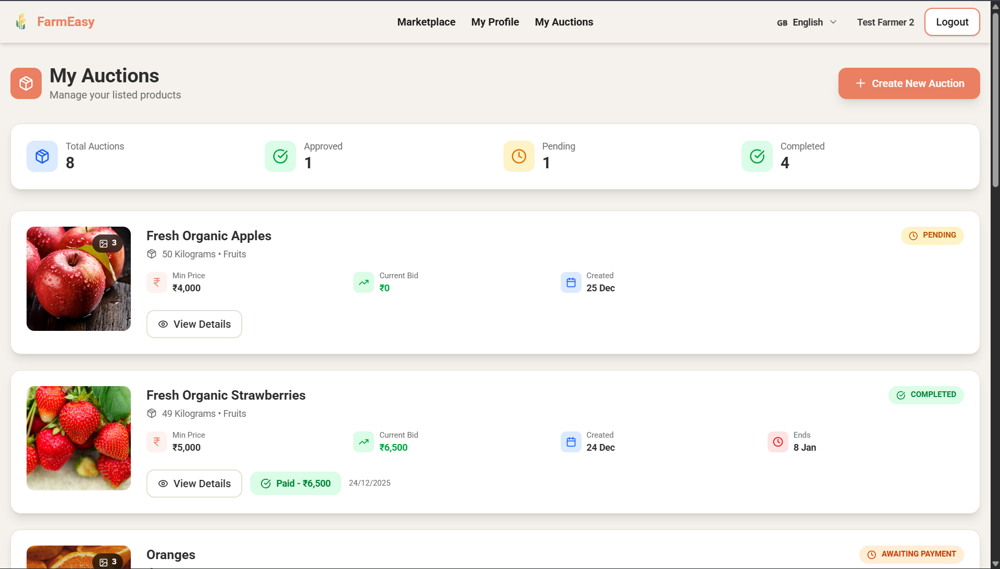 FarmEasy
Marketplace
My Profile
My Auctions
GB English
Test Farmer 2
Logout
My Auctions
Manage your listed products
Create New Auction
Total Auctions
8
Approved
1
Pending
1
Completed
4
3
Fresh Organic Apples
PENDING
50 Kilograms • Fruits
Min Price
₹4,000
Current Bid
₹0
Created
25 Dec
View Details
Fresh Organic Strawberries
COMPLETED
49 Kilograms • Fruits
Min Price
₹5,000
Current Bid
₹6,500
Created
24 Dec
Ends
8 Jan
View Details
Paid - ₹6,500
24/12/2025
3
Oranges
AWAITING PAYMENT